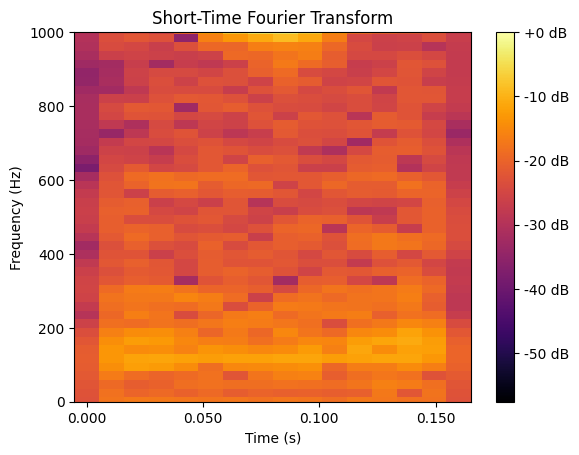 Short-Time Fourier Transform
1000
800
600
400
200
0
Frequency (Hz)
0.000
0.050
0.100
0.150
Time (s)
+0 dB
-10 dB
-20 dB
-30 dB
-40 dB
-50 dB